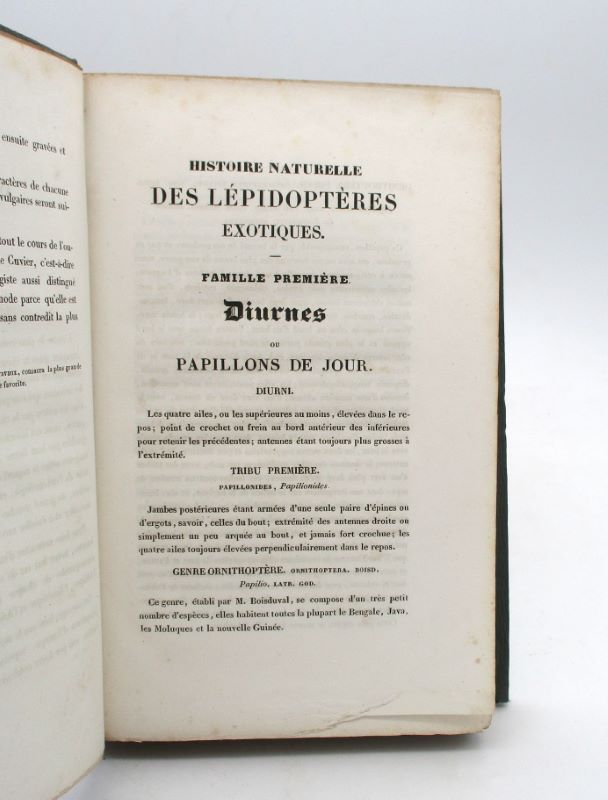 ensuite gravées et
ractères de chacune
vulgaires seront sui-
tout le cours de l'ou-
e Cuvier, c'est-à-dire
giste aussi distingué
node parce qu'elle est
sans contredit la plus
ravaux, consacra la plus grande
e favorite.
HISTOIRE NATURELLE
DES LÉPIDOPTÈRES
EXOTIQUES.
FAMILLE PREMIÈRE.
Diurnes
OU
PAPILLONS DE JOUR.
DIURNI.
Les quatre ailes, ou les supérieures au moins, élevées dans le re-
pos; point de crochet ou frein au bord antérieur des inférieures
pour retenir les précédentes; antennes étant toujours plus grosses à
l'extrémité.
TRIBU PREMIÈRE.
PAPILLONIDES, Papilionides.
Jambes postérieures étant armées d'une seule paire d'épines ou
d'ergots, savoir, celles du bout; extrémité des antennes droite ou
simplement un peu arquée au bout, et jamais fort crochue; les
quatre ailes toujours élevées perpendiculairement dans le repos.
GENRE ORNITHOPTÈRE. ORNITHOPTERA. BOISD.
Papilio, LATR. GOD.
Ce genre, établi par M. Boisduval, se compose d'un très petit
nombre d'espèces, elles habitent toutes la plupart le Bengale, Java,
les Moluques et la nouvelle Guinée.